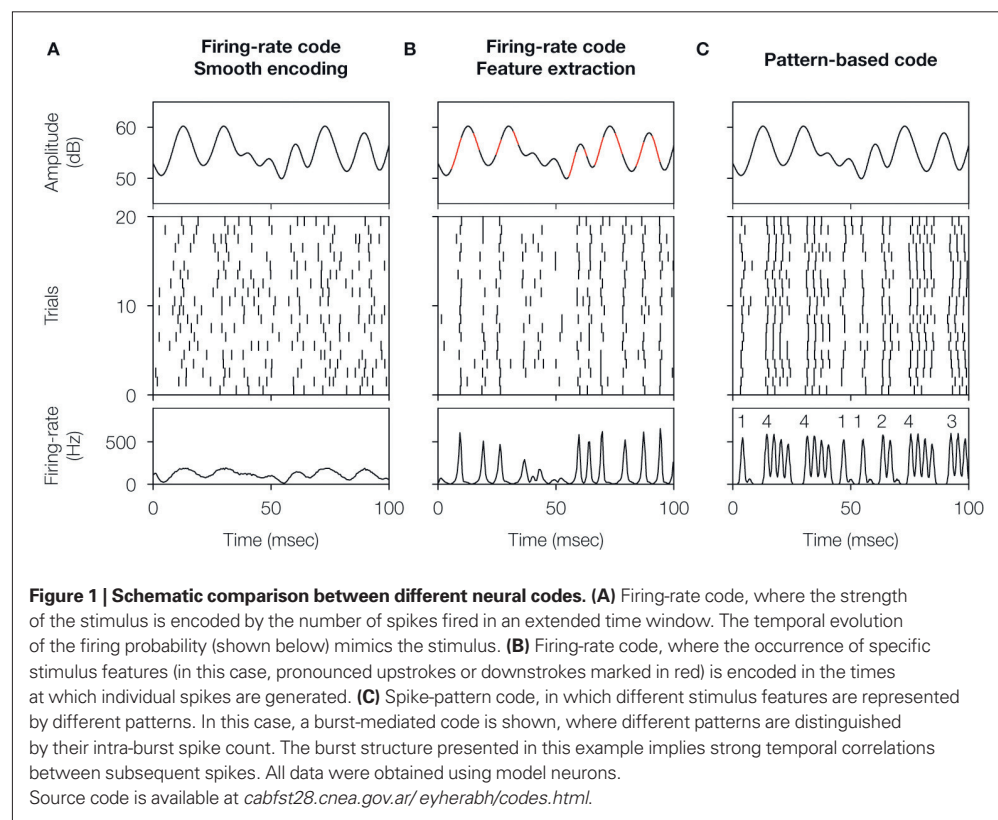 A
Firing-rate code
Smooth encoding
B
Firing-rate code
Feature extraction
C
Pattern-based code
Amplitude
(dB)
60
50
Trials
20
10
0
Firing-rate
(Hz)
500
0
1 4 4 1 1 2 4 3
0 50 100
0 50 100
0 50 100
Time (msec)
Time (msec)
Time (msec)
Figure 1 | Schematic comparison between different neural codes. (A) Firing-rate code, where the strength
of the stimulus is encoded by the number of spikes fired in an extended time window. The temporal evolution
of the firing probability (shown below) mimics the stimulus. (B) Firing-rate code, where the occurrence of specific
stimulus features (in this case, pronounced upstrokes or downstrokes marked in red) is encoded in the times
at which individual spikes are generated. (C) Spike-pattern code, in which different stimulus features are represented
by different patterns. In this case, a burst-mediated code is shown, where different patterns are distinguished
by their intra-burst spike count. The burst structure presented in this example implies strong temporal correlations
between subsequent spikes. All data were obtained using model neurons.
Source code is available at cabfst28.cnea.gov.ar/ eyherabh/codes.html.